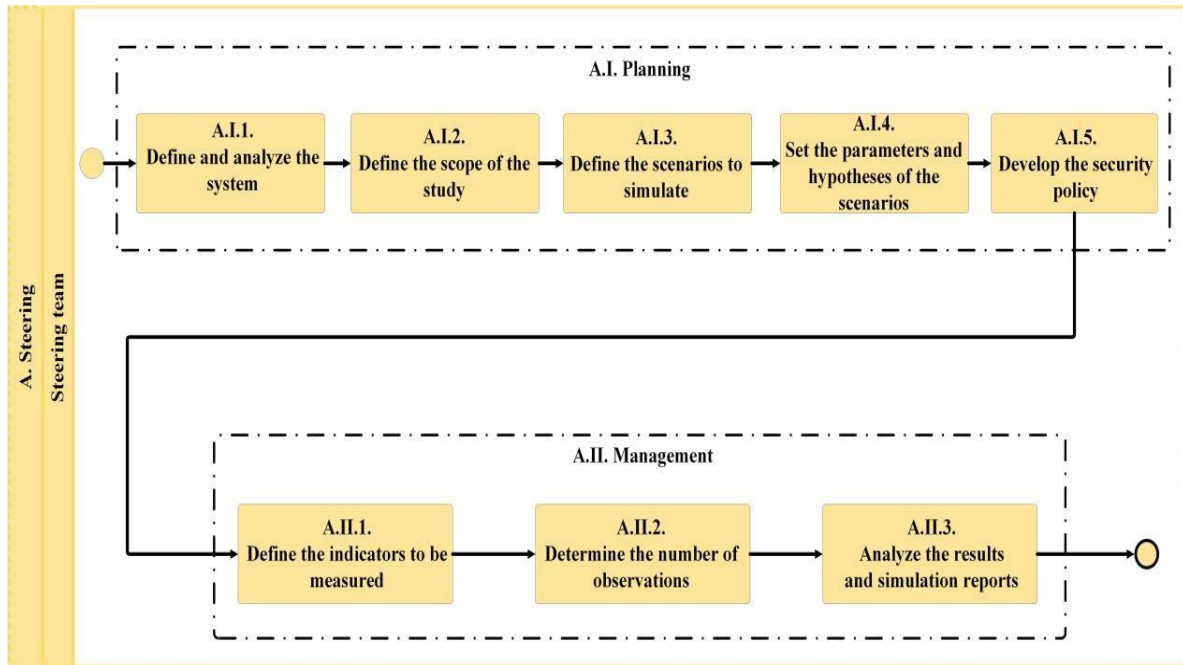 A. Steering
Steering team
A.I. Planning
A.I.1.
Define and analyze the
system
A.I.2.
Define the scope of the
study
A.I.3.
Define the scenarios to
simulate
A.I.4.
Set the parameters and
hypotheses of the
scenarios
A.I.5.
Develop the security
policy
A.II. Management
A.II.1.
Define the indicators to be
measured
A.II.2.
Determine the number of
observations
A.II.3.
Analyze the results
and simulation reports